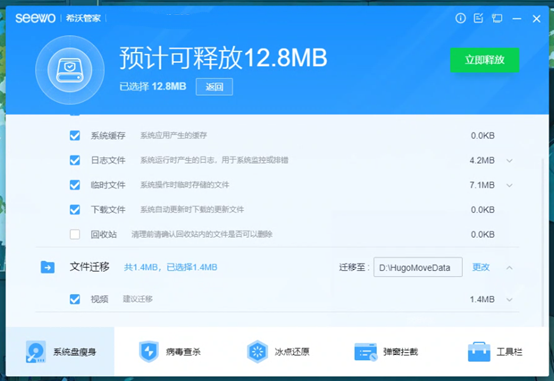 seewo 希沃管家
预计可释放12.8MB
已选择 12.8MB 返回
立即释放
系统缓存 系统应用产生的缓存 0.0KB
日志文件 系统运行时产生的日志，用于系统监控或排错 4.2MB
临时文件 系统操作时临时存储的文件 7.1MB
下载文件 系统自动更新时下载的更新文件 0.0KB
回收站 清理前请确认回收站内的文件是否可以删除 0.0KB
文件迁移 共1.4MB，已选择1.4MB 迁移至： D:\HugoMoveData 更改
视频 建议迁移 1.4MB
系统盘瘦身 病毒查杀 冰点还原 弹窗拦截 工具栏